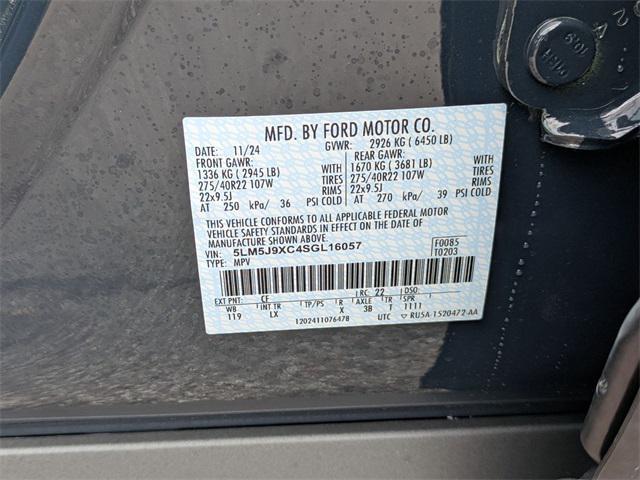 MFD. BY FORD MOTOR CO.
DATE: 11/24 GVWR: 2926 KG ( 6450 LB)
FRONT GAWR: REAR GAWR:
1336 KG ( 2945 LB) WITH 1670 KG ( 3681 LB) WITH
275/40R22 107W TIRES 275/40R22 107W TIRES
22x9.5J RIMS 22x9.5J RIMS
AT 250 kPa/ 36 PSI COLD AT 270 kPa/ 39 PSI COLD
THIS VEHICLE CONFORMS TO ALL APPLICABLE FEDERAL MOTOR
VEHICLE SAFETY STANDARDS IN EFFECT ON THE DATE OF
MANUFACTURE SHOWN ABOVE.
VIN: 5LM5J9XC4SGL16057 F0085
TYPE: MPV T0203
EXT PNT: CF RC: 22 DSO:
WB INT TR TP/PS R AXLE TR SPR
119 LX X 3B 1 1111
1202411076478 UTC RU5A-1520472-AA